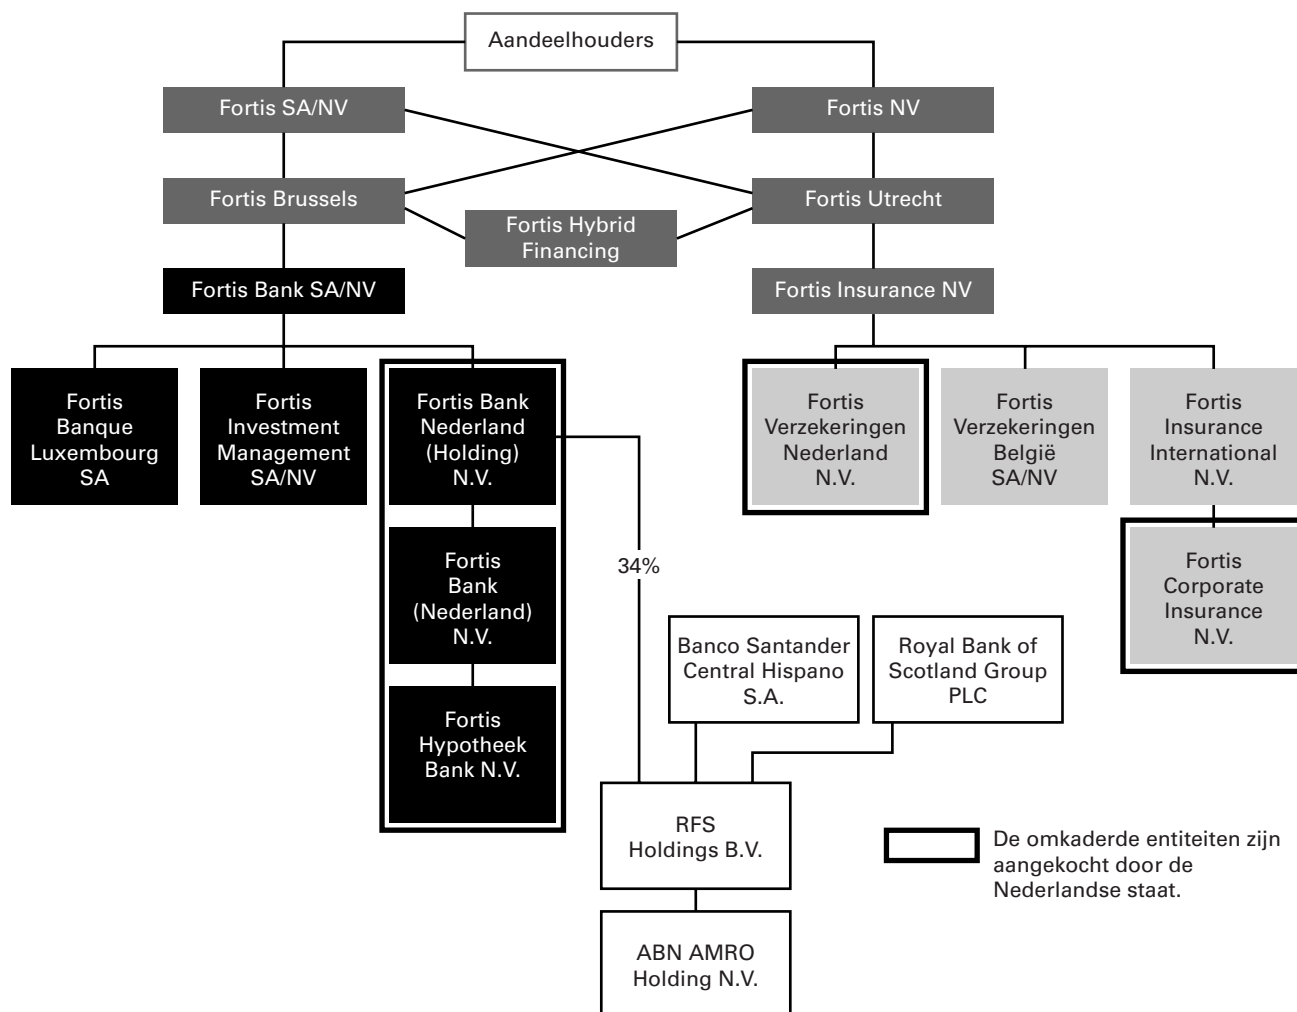 Aandeelhouders
Fortis SA/NV
Fortis NV
Fortis Brussels
Fortis Utrecht
Fortis Hybrid
Financing
Fortis Bank SA/NV
Fortis Insurance NV
Fortis
Banque
Luxembourg
SA
Fortis
Investment
Management
SA/NV
Fortis Bank
Nederland
(Holding)
N.V.
Fortis
Verzekeringen
Nederland
N.V.
Fortis
Verzekeringen
België
SA/NV
Fortis
Insurance
International
N.V.
Fortis
Bank
(Nederland)
N.V.
34%
Fortis
Corporate
Insurance
N.V.
Banco Santander
Central Hispano
S.A.
Royal Bank of
Scotland Group
PLC
Fortis
Hypotheek
Bank N.V.
RFS
Holdings B.V.
De omkaderde entiteiten zijn
aangekocht door de
Nederlandse staat.
ABN AMRO
Holding N.V.